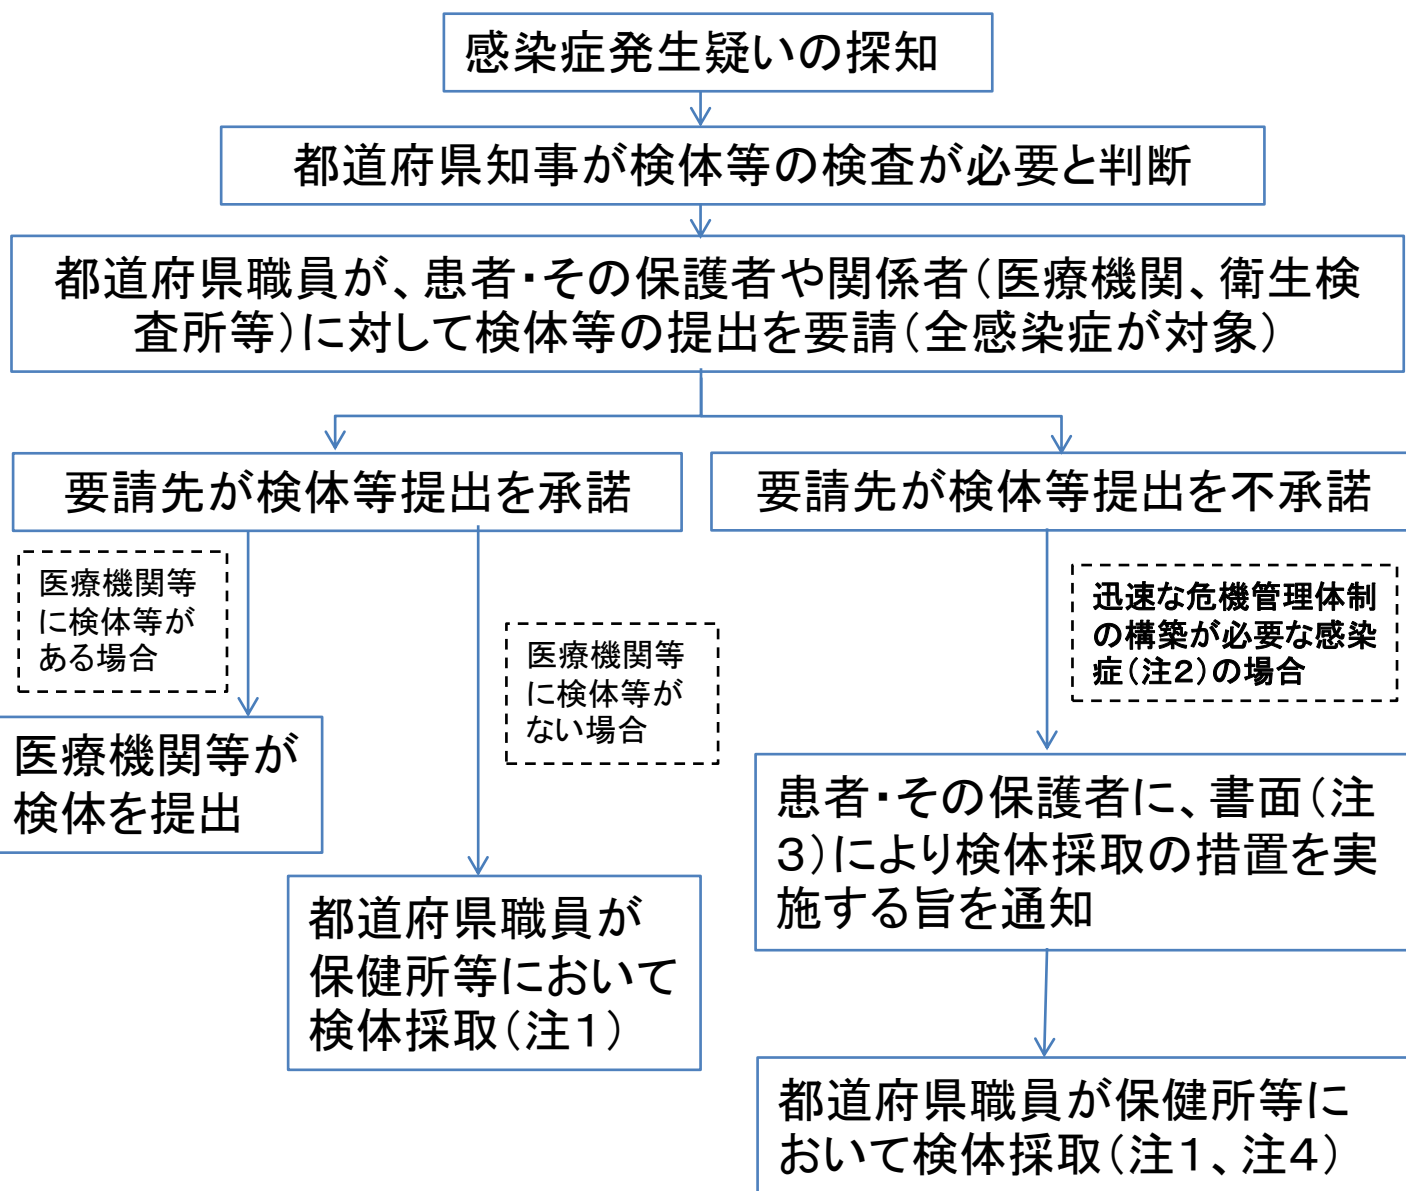 感染症発生疑いの探知
都道府県知事が検体等の検査が必要と判断
都道府県職員が、患者・その保護者や関係者（医療機関、衛生検
査所等）に対して検体等の提出を要請（全感染症が対象）
要請先が検体等提出を承諾
要請先が検体等提出を不承諾
医療機関等
に検体等が
ある場合
医療機関等
に検体等が
ない場合
迅速な危機管理体制
の構築が必要な感染
症（注２）の場合
医療機関等が
検体を提出
都道府県職員が
保健所等において
検体採取（注１）
患者・その保護者に、書面（注
３）により検体採取の措置を実
施する旨を通知
都道府県職員が保健所等に
おいて検体採取（注１、注４）